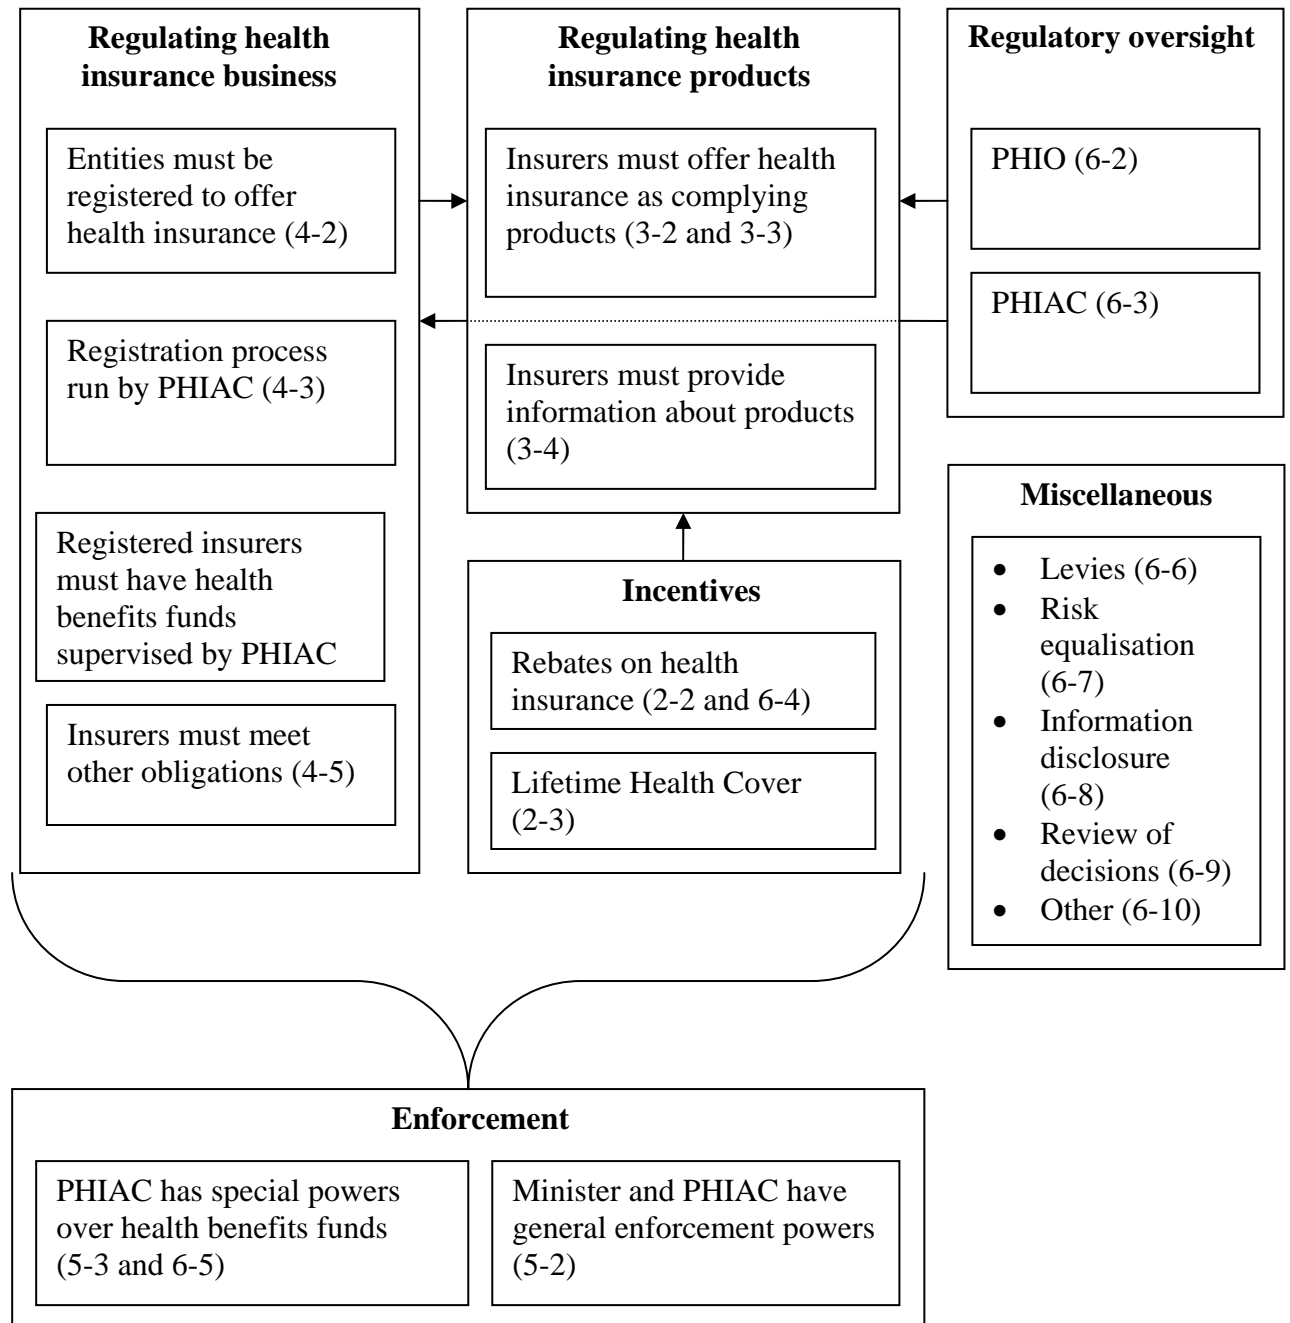 Regulating health
insurance business
Entities must be
registered to offer
health insurance (4-2)
Registration process
run by PHIAC (4-3)
Registered insurers
must have health
benefits funds
supervised by PHIAC
Insurers must meet
other obligations (4-5)
Regulating health
insurance products
Insurers must offer health
insurance as complying
products (3-2 and 3-3)
Insurers must provide
information about products
(3-4)
Incentives
Rebates on health
insurance (2-2 and 6-4)
Lifetime Health Cover
(2-3)
Regulatory oversight
PHIO (6-2)
PHIAC (6-3)
Miscellaneous
• Levies (6-6)
• Risk
equalisation
(6-7)
• Information
disclosure
(6-8)
• Review of
decisions (6-9)
• Other (6-10)
Enforcement
PHIAC has special powers
over health benefits funds
(5-3 and 6-5)
Minister and PHIAC have
general enforcement powers
(5-2)